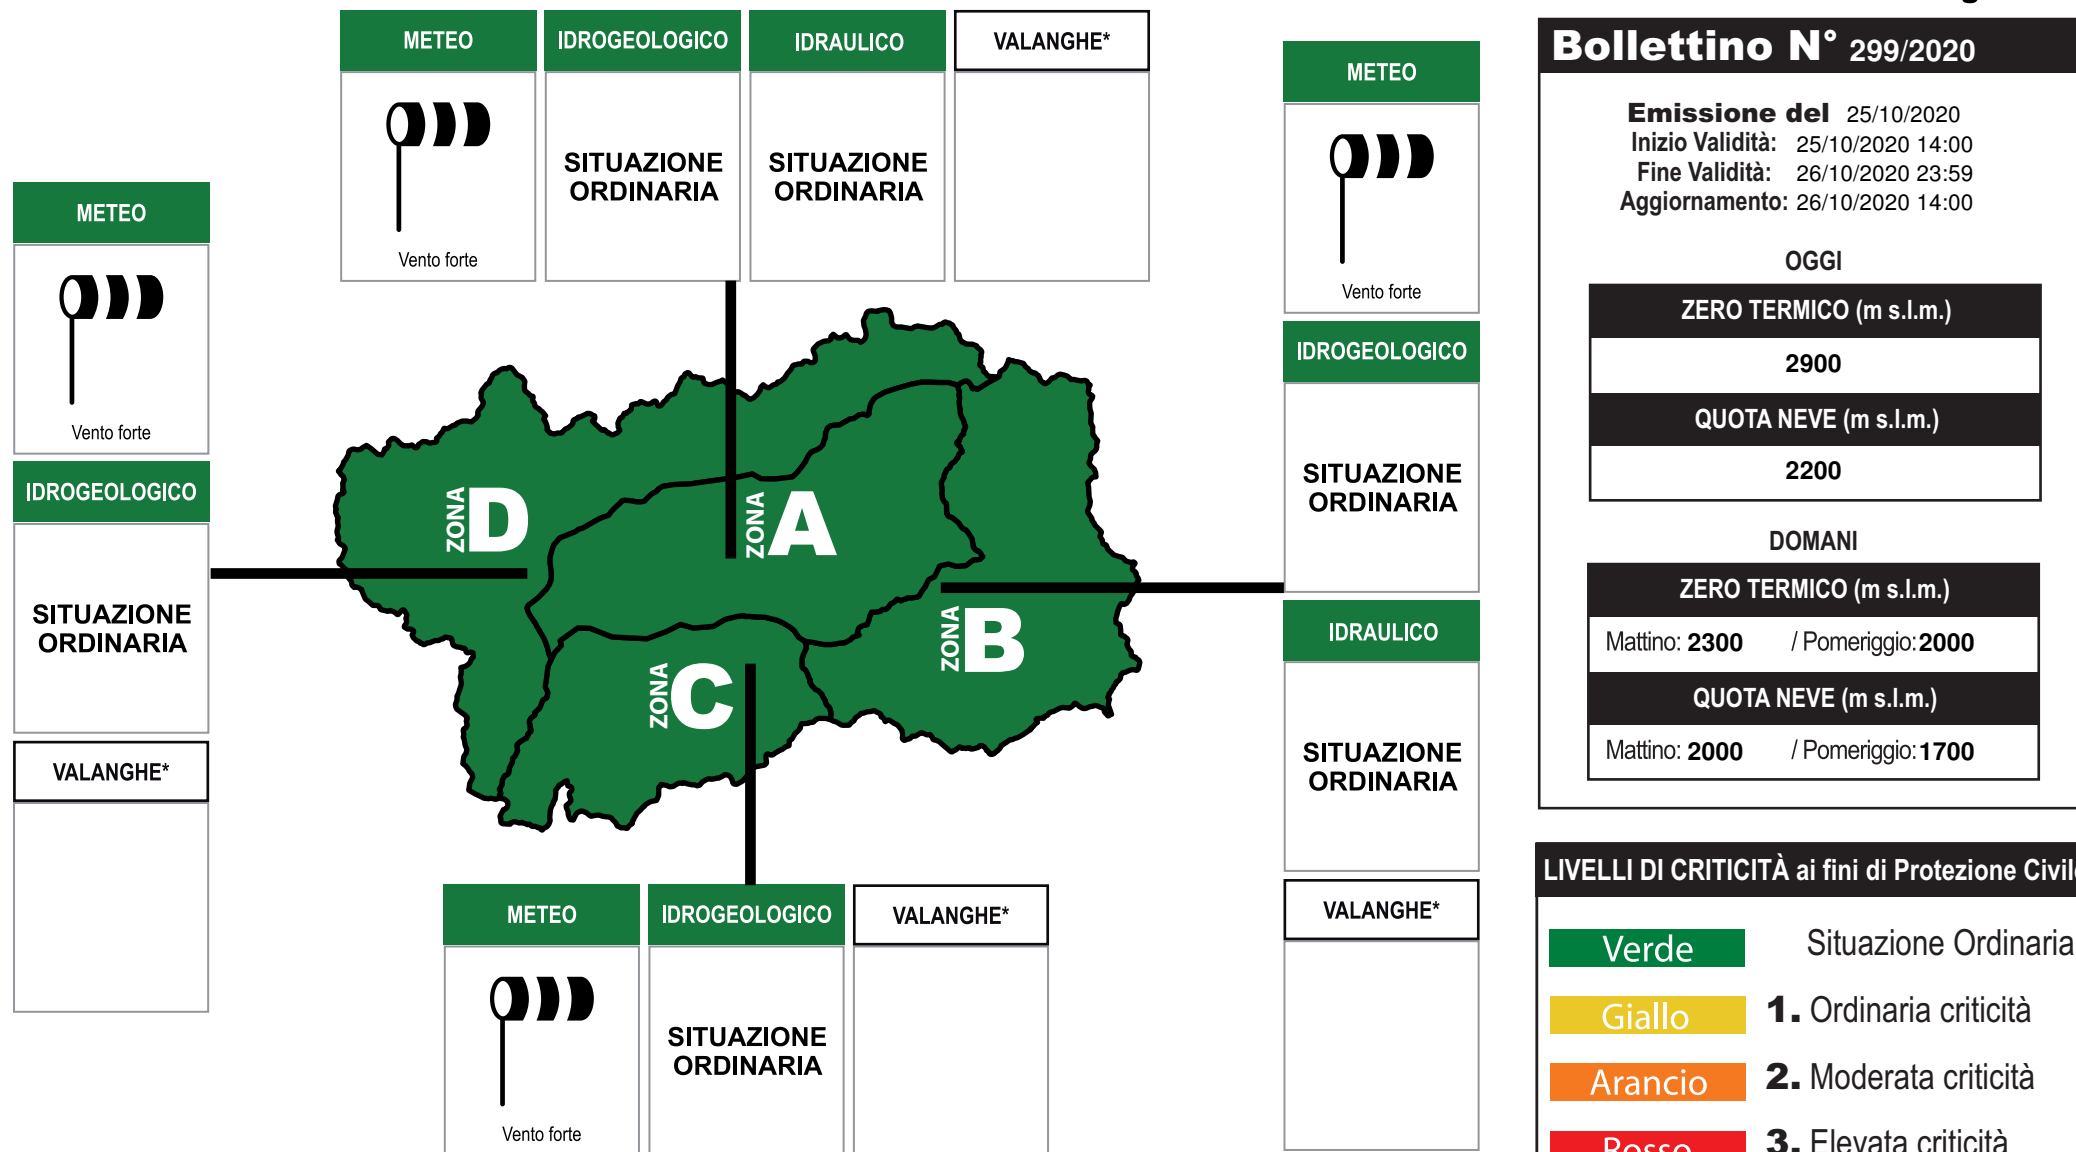 METEO
IDROGEOLOGICO
IDRAULICO
VALANGHE*
Vento forte
SITUAZIONE
ORDINARIA
SITUAZIONE
ORDINARIA
METEO
Vento forte
IDROGEOLOGICO
SITUAZIONE
ORDINARIA
VALANGHE*
METEO
Vento forte
IDROGEOLOGICO
SITUAZIONE
ORDINARIA
IDRAULICO
SITUAZIONE
ORDINARIA
VALANGHE*
ZONA D
ZONA A
ZONA B
ZONA C
METEO
IDROGEOLOGICO
VALANGHE*
Vento forte
SITUAZIONE
ORDINARIA
Bollettino N° 299/2020
Emissione del 25/10/2020
Inizio Validità: 25/10/2020 14:00
Fine Validità: 26/10/2020 23:59
Aggiornamento: 26/10/2020 14:00
OGGI
ZERO TERMICO (m s.l.m.)
2900
QUOTA NEVE (m s.l.m.)
2200
DOMANI
ZERO TERMICO (m s.l.m.)
Mattino: 2300 / Pomeriggio: 2000
QUOTA NEVE (m s.l.m.)
Mattino: 2000 / Pomeriggio: 1700
LIVELLI DI CRITICITÀ ai fini di Protezione Civile
Verde Situazione Ordinaria
Giallo 1. Ordinaria criticità
Arancio 2. Moderata criticità
Rosso 3. Elevata criticità